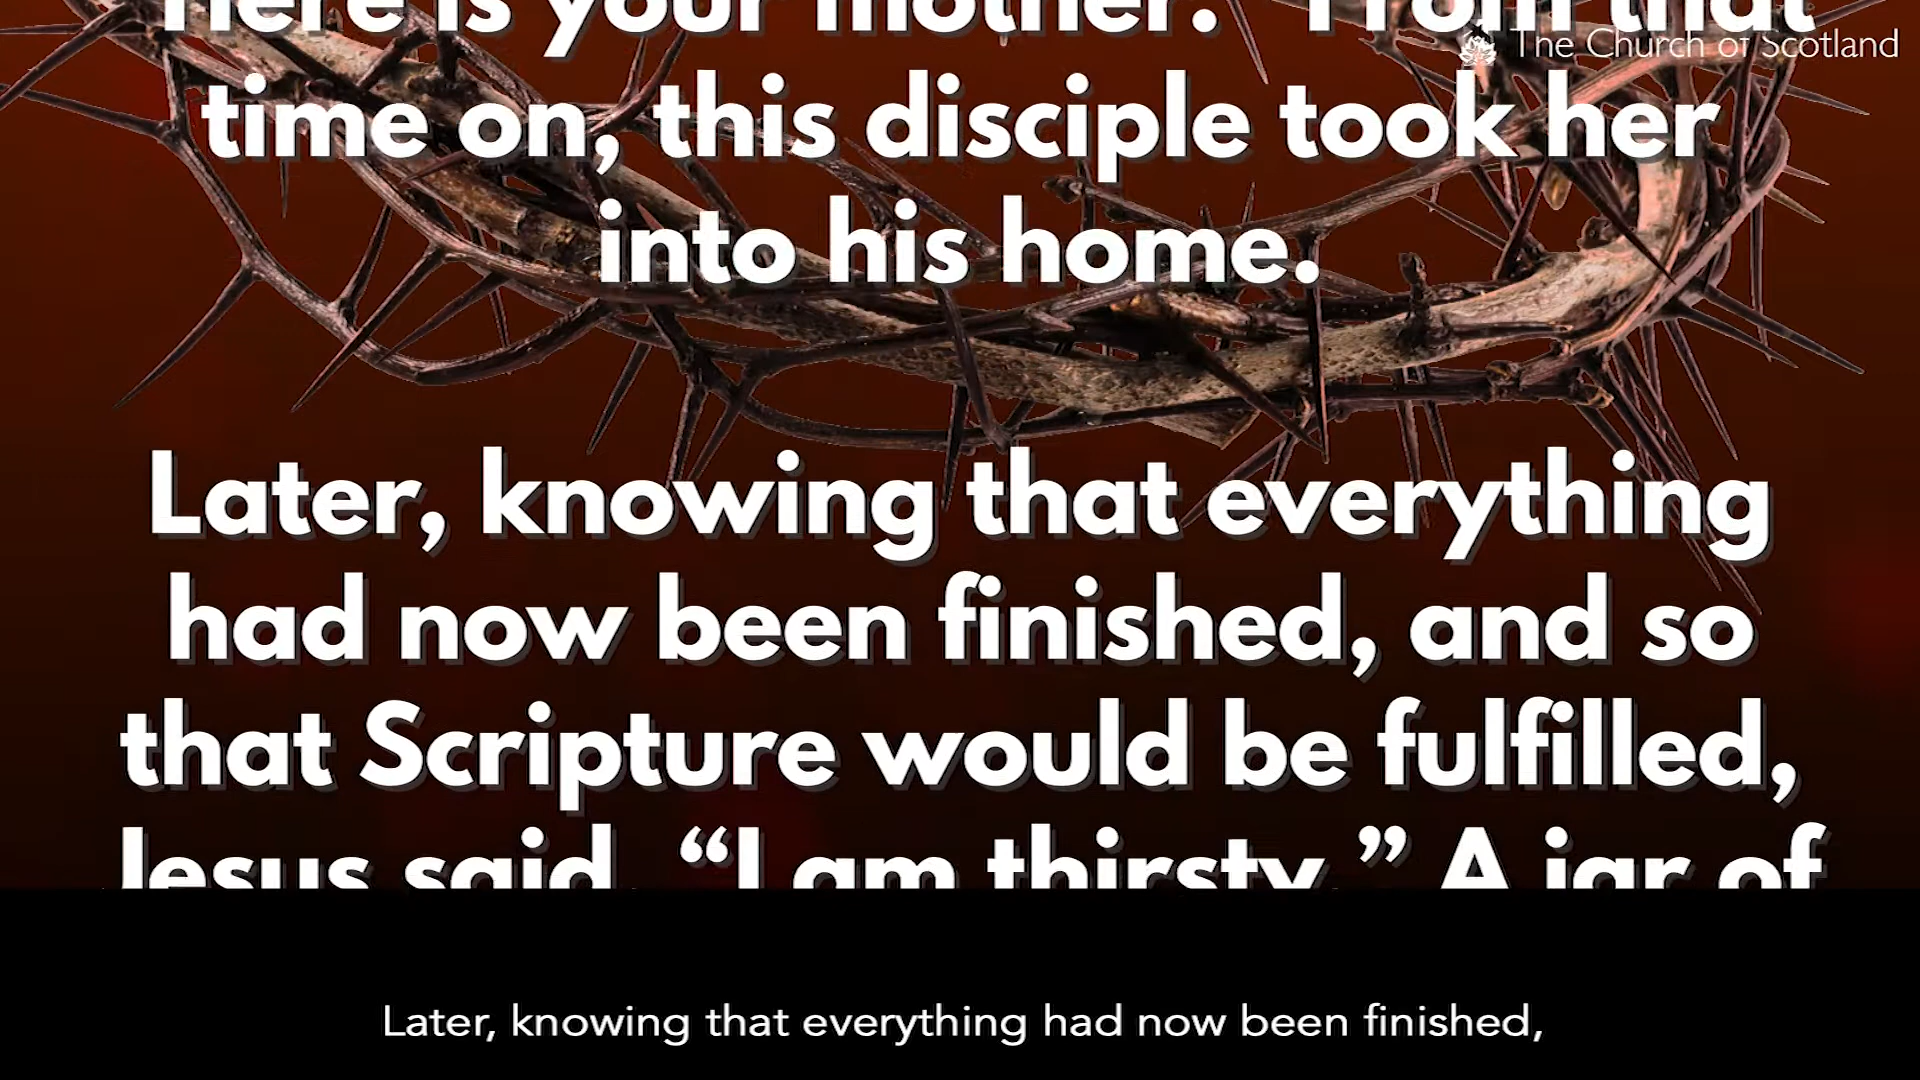 here is your mother.” From that
The Church of Scotland
time on, this disciple took her
into his home.
Later, knowing that everything
had now been finished, and so
that Scripture would be fulfilled,
Jesus said, “I am thirsty.” A jar of
Later, knowing that everything had now been finished,